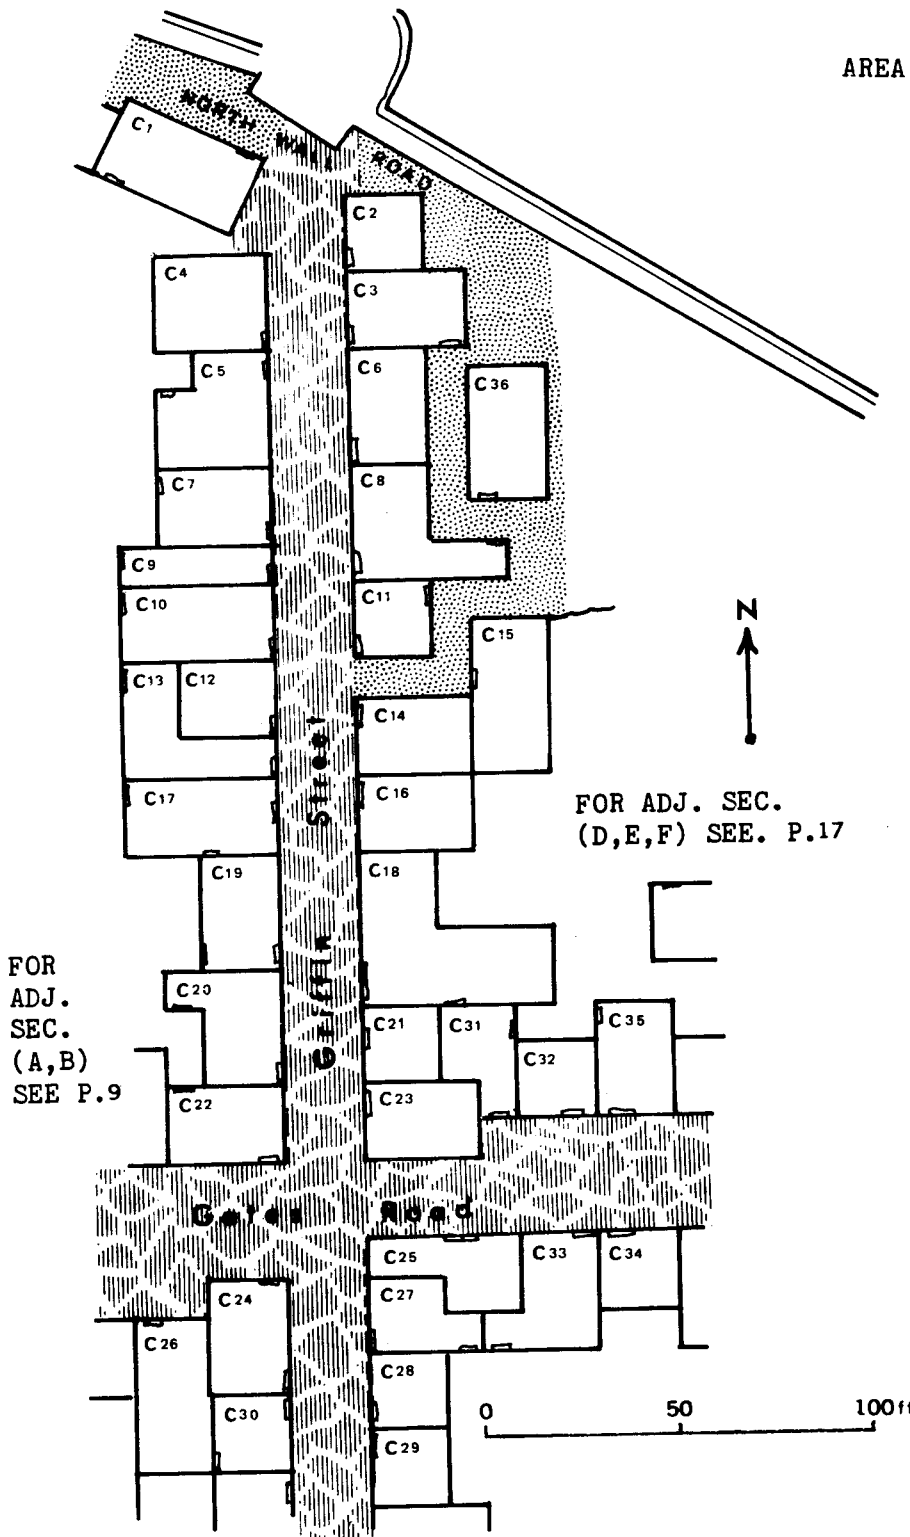 AREA
NORTH WALL ROAD
C1
C2
C4
C3
C5
C6
C36
C7
C8
C9
C10
C11
C15
C13
C12
C14
Griffin Street
C17
C16
FOR ADJ. SEC.
(D,E,F) SEE. P.17
C19
C18
FOR
ADJ.
SEC.
(A,B)
SEE P.9
C20
C21
C31
C35
C32
C22
C23
Gates Road
C25
C33
C34
C24
C27
C26
C28
C30
C29
N
0 50 100ft